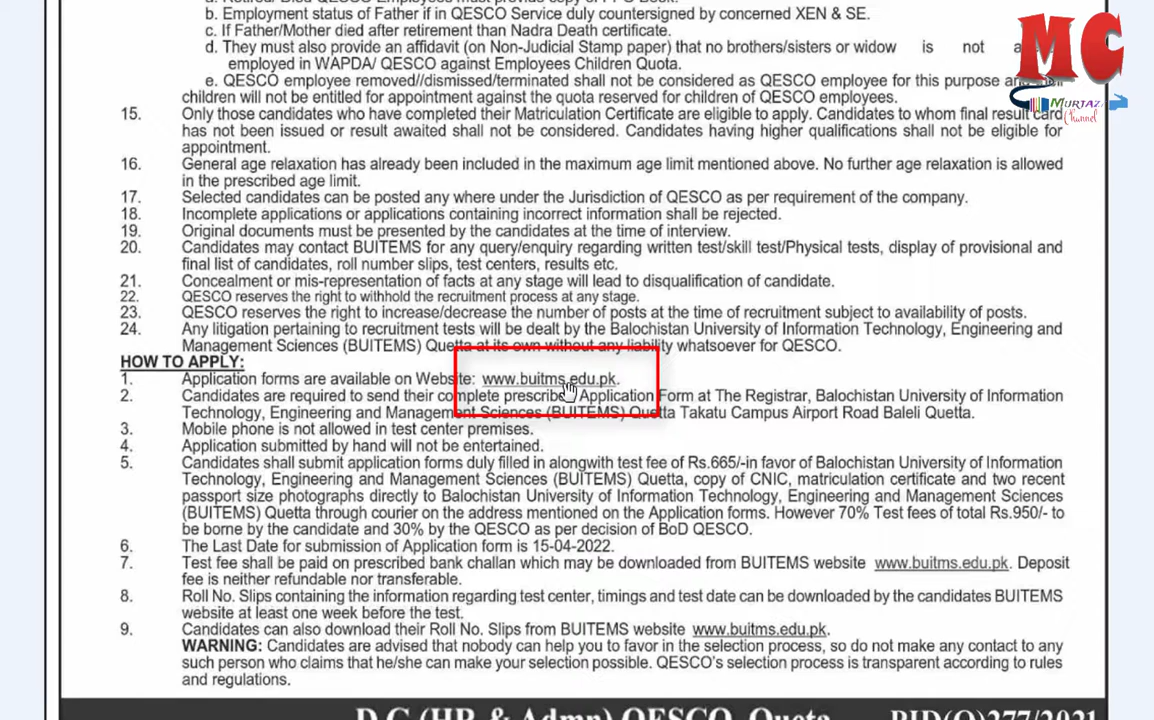 b. Employment status of Father if in QESCO Service duly countersigned by concerned XEN & SE.
c. If Father/Mother died after retirement than Nadra Death certificate.
d. They must also provide an affidavit (on Non-Judicial Stamp paper) that no brothers/sisters or widow is not a
employed in WAPDA/ QESCO against Employees Children Quota.
e. QESCO employee removed//dismissed/terminated shall not be considered as QESCO employee for this purpose and
children will not be entitled for appointment against the quota reserved for children of QESCO employees.
15. Only those candidates who have completed their Matriculation Certificate are eligible to apply. Candidates to whom final result card
has not been issued or result awaited shall not be considered. Candidates having higher qualifications shall not be eligible for
appointment.
16. General age relaxation has already been included in the maximum age limit mentioned above. No further age relaxation is allowed
in the prescribed age limit.
17. Selected candidates can be posted any where under the Jurisdiction of QESCO as per requirement of the company.
18. Incomplete applications or applications containing incorrect information shall be rejected.
19. Original documents must be presented by the candidates at the time of interview.
20. Candidates may contact BUITEMS for any query/enquiry regarding written test/skill test/Physical tests, display of provisional and
final list of candidates, roll number slips, test centers, results etc.
21. Concealment or mis-representation of facts at any stage will lead to disqualification of candidate.
22. QESCO reserves the right to withhold the recruitment process at any stage.
23. QESCO reserves the right to increase/decrease the number of posts at the time of recruitment subject to availability of posts.
24. Any litigation pertaining to recruitment tests will be dealt by the Balochistan University of Information Technology, Engineering and
Management Sciences (BUITEMS) Quetta at its own without any liability whatsoever for QESCO.
HOW TO APPLY:
1. Application forms are available on Website: www.buitms.edu.pk.
2. Candidates are required to send their complete prescribed Application Form at The Registrar, Balochistan University of Information
Technology, Engineering and Management Sciences (BUITEMS) Quetta Takatu Campus Airport Road Baleli Quetta.
3. Mobile phone is not allowed in test center premises.
4. Application submitted by hand will not be entertained.
5. Candidates shall submit application forms duly filled in alongwith test fee of Rs.665/-in favor of Balochistan University of Information
Technology, Engineering and Management Sciences (BUITEMS) Quetta, copy of CNIC, matriculation certificate and two recent
passport size photographs directly to Balochistan University of Information Technology, Engineering and Management Sciences
(BUITEMS) Quetta through courier on the address mentioned on the Application forms. However 70% Test fees of total Rs.950/- to
be borne by the candidate and 30% by the QESCO as per decision of BoD QESCO.
6. The Last Date for submission of Application form is 15-04-2022.
7. Test fee shall be paid on prescribed bank challan which may be downloaded from BUITEMS website www.buitms.edu.pk. Deposit
fee is neither refundable nor transferable.
8. Roll No. Slips containing the information regarding test center, timings and test date can be downloaded by the candidates BUITEMS
website at least one week before the test.
9. Candidates can also download their Roll No. Slips from BUITEMS website www.buitms.edu.pk.
WARNING: Candidates are advised that nobody can help you to favor in the selection process, so do not make any contact to any
such person who claims that he/she can make your selection possible. QESCO's selection process is transparent according to rules
and regulations.
D.G (HR & Admn) QESCO, Quetta PID(Q)277/2021
MC
MURTAZ
Channel